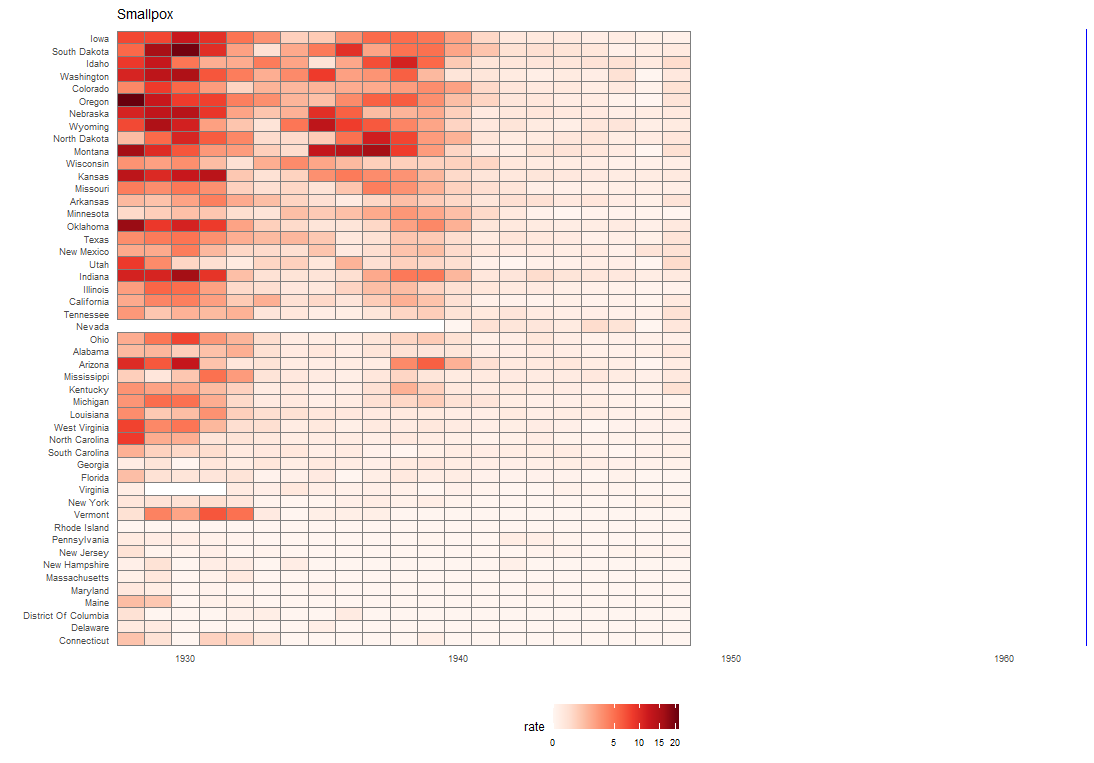 Smallpox
Iowa
South Dakota
Idaho
Washington
Colorado
Oregon
Nebraska
Wyoming
North Dakota
Montana
Wisconsin
Kansas
Missouri
Arkansas
Minnesota
Oklahoma
Texas
New Mexico
Utah
Indiana
Illinois
California
Tennessee
Nevada
Ohio
Alabama
Arizona
Mississippi
Kentucky
Michigan
Louisiana
West Virginia
North Carolina
South Carolina
Georgia
Florida
Virginia
New York
Vermont
Rhode Island
Pennsylvania
New Jersey
New Hampshire
Massachusetts
Maryland
Maine
District Of Columbia
Delaware
Connecticut
1930 1940 1950 1960
rate
0 5 10 15 20